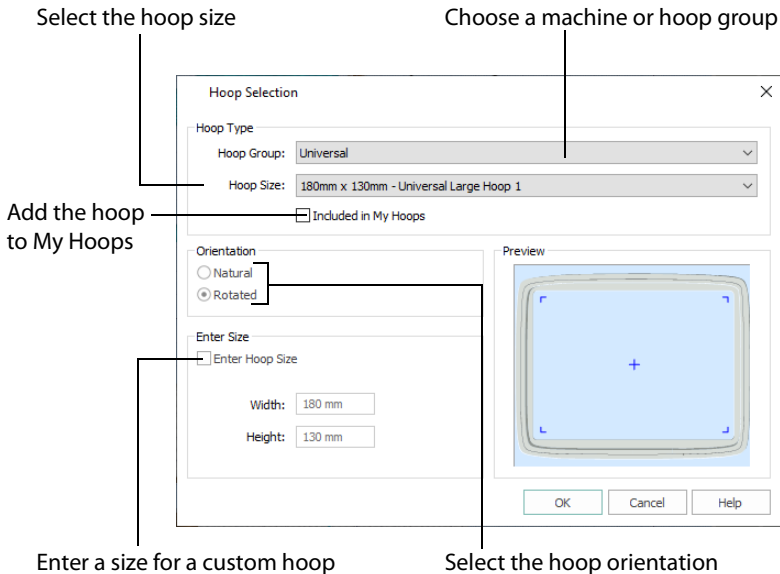 Select the hoop size
Choose a machine or hoop group
Hoop Selection
Hoop Type
Hoop Group: Universal
Hoop Size: 180mm x 130mm - Universal Large Hoop 1
Included in My Hoops
Add the hoop
to My Hoops
Orientation
Natural
Rotated
Preview
Enter Size
Enter Hoop Size
Width: 180 mm
Height: 130 mm
OK Cancel Help
Enter a size for a custom hoop
Select the hoop orientation